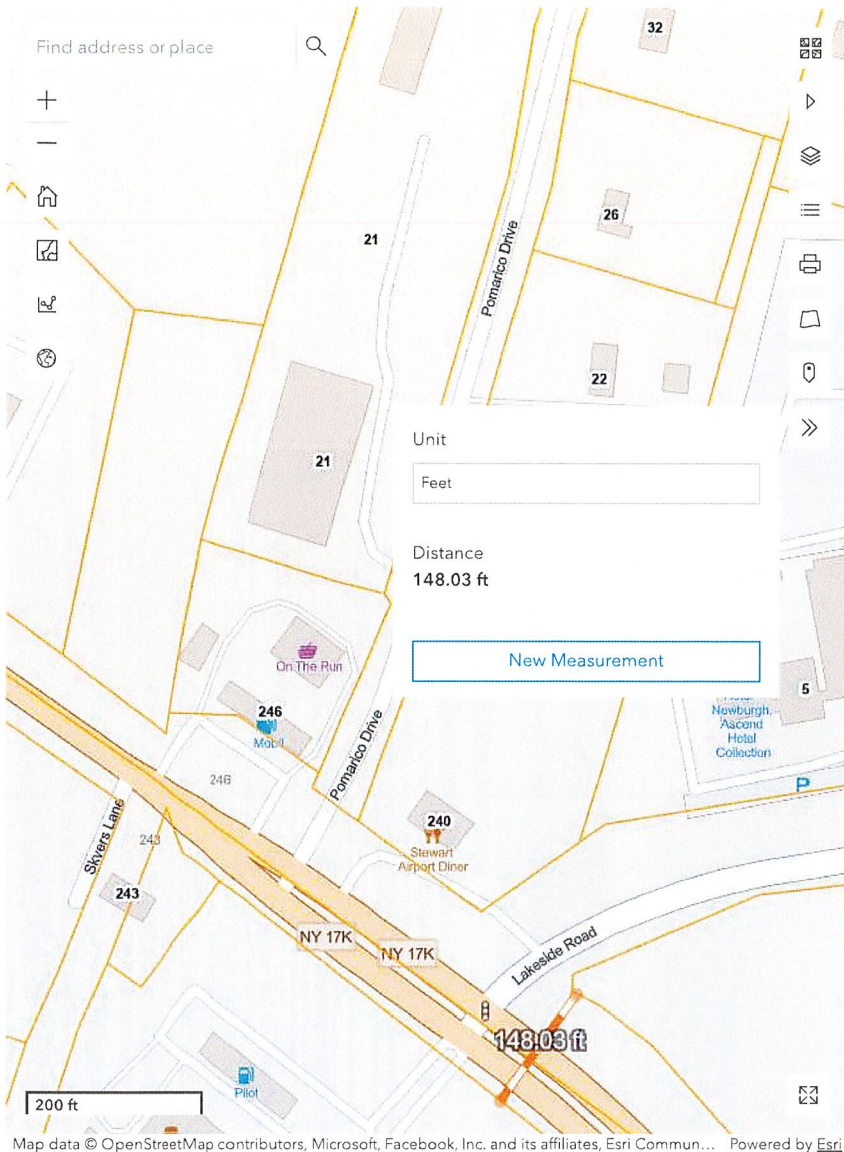 Find address or place
32
26
21
Pomarico Drive
22
Unit
Feet
21
Distance
148.03 ft
New Measurement
On The Run
246
Mobil
5
Newburgh,
Ascend
Hotel
Collection
P
Pomarico Drive
246
240
Stewart
Airport Diner
Skyers Lane
243
243
NY 17K
NY 17K
Lakeside Road
148.03 ft
Pilot
200 ft
Map data © OpenStreetMap contributors, Microsoft, Facebook, Inc. and its affiliates, Esri Commun... Powered by Esri